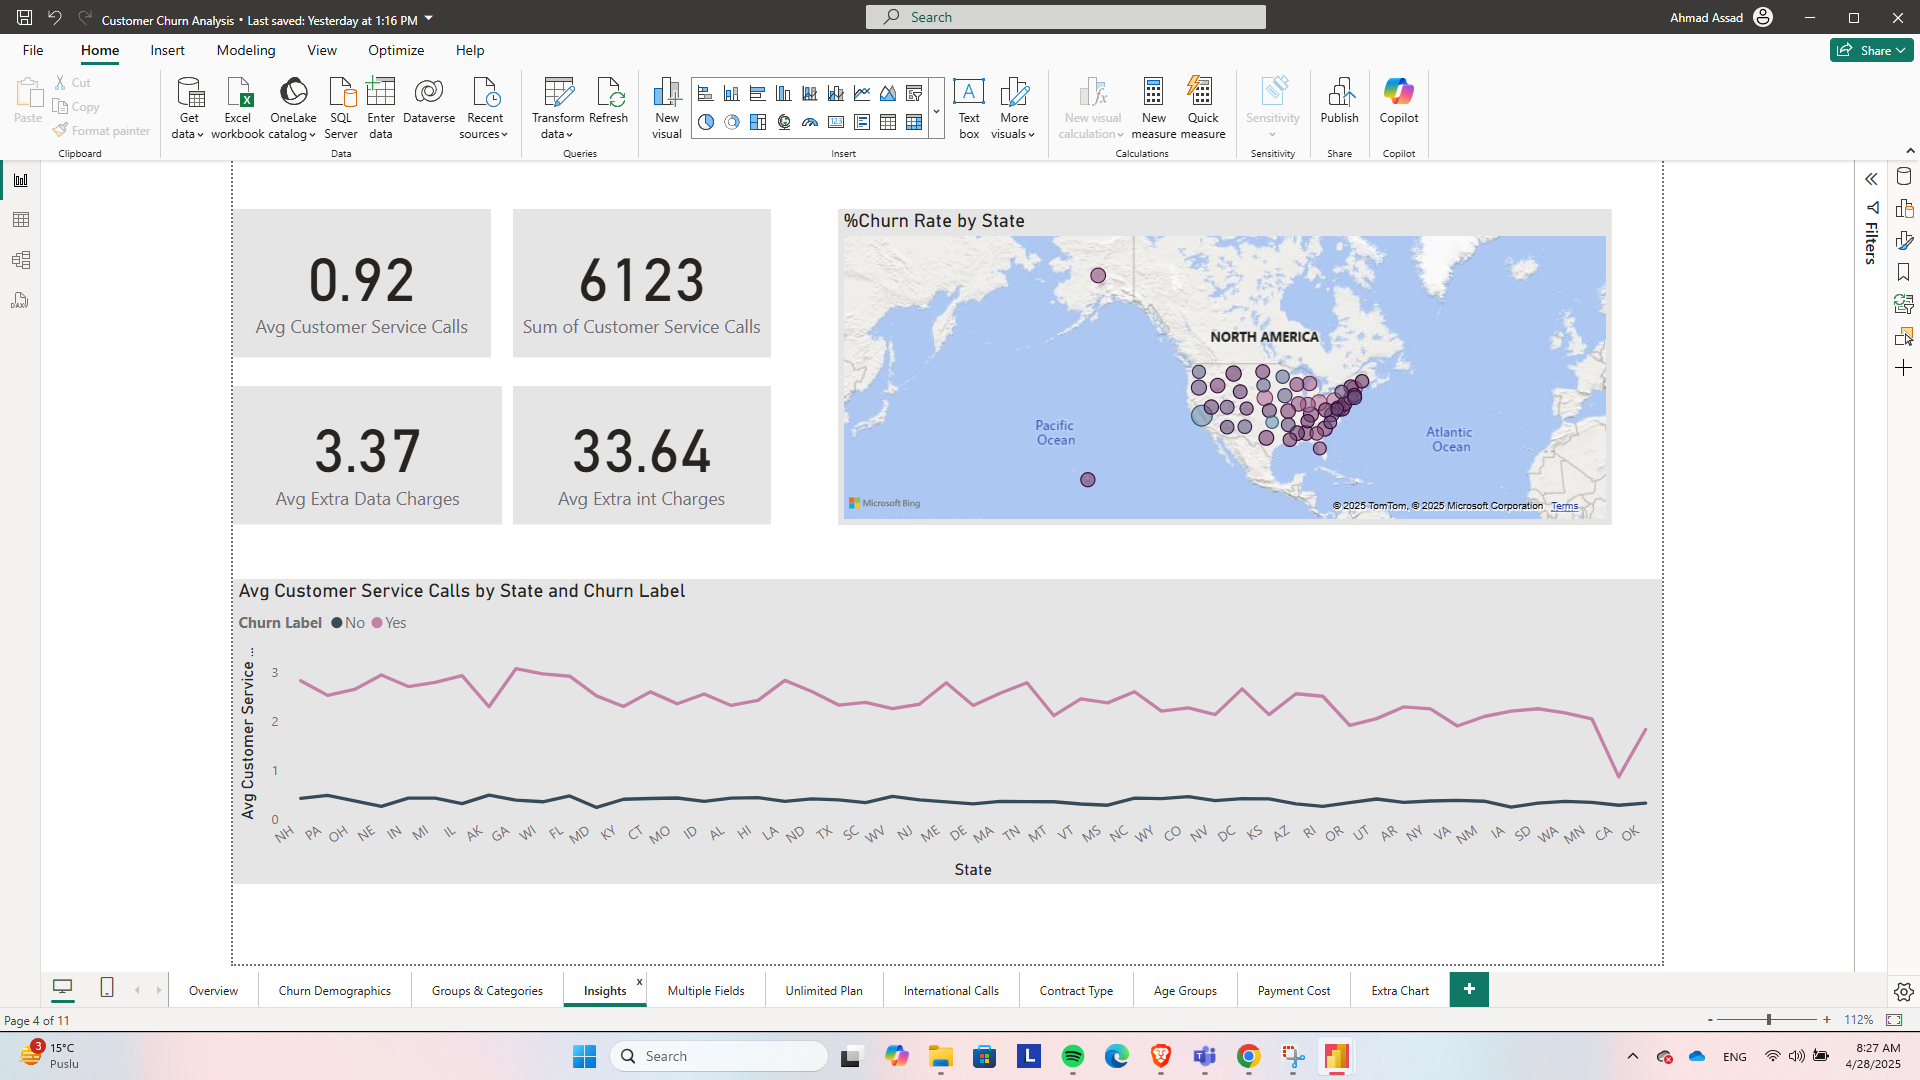 Customer Churn Analysis • Last saved: Yesterday at 1:16 PM
Search
Ahmad Assad
File
Home
Insert
Modeling
View
Optimize
Help
Share
Paste
Cut
Copy
Format painter
Clipboard
Get data
Excel workbook
OneLake catalog
SQL Server
Enter data
Dataverse
Recent sources
Data
Transform data
Refresh
Queries
New visual
Text box
More visuals
Insert
New visual calculation
New measure
Quick measure
Calculations
Sensitivity
Sensitivity
Publish
Share
Copilot
Copilot
0.92
Avg Customer Service Calls
6123
Sum of Customer Service Calls
3.37
Avg Extra Data Charges
33.64
Avg Extra int Charges
%Churn Rate by State
NORTH AMERICA
Pacific
Ocean
Atlantic
Ocean
Microsoft Bing
© 2025 TomTom, © 2025 Microsoft Corporation Terms
Filters
Avg Customer Service Calls by State and Churn Label
Churn Label No Yes
Avg Customer Service ...
3
2
1
0
NH PA OH NE IN MI IL AK GA WI FL MD KY CT MO ID AL HI LA ND TX SC WV NJ ME DE MA TN MT VT MS NC WY CO NV DC KS AZ RI OR UT AR NY VA NM IA SD WA MN CA OK
State
Overview
Churn Demographics
Groups & Categories
Insights
x
Multiple Fields
Unlimited Plan
International Calls
Contract Type
Age Groups
Payment Cost
Extra Chart
+
Page 4 of 11
- + 112%
3
15°C
Puslu
Search
L
ENG
8:27 AM
4/28/2025